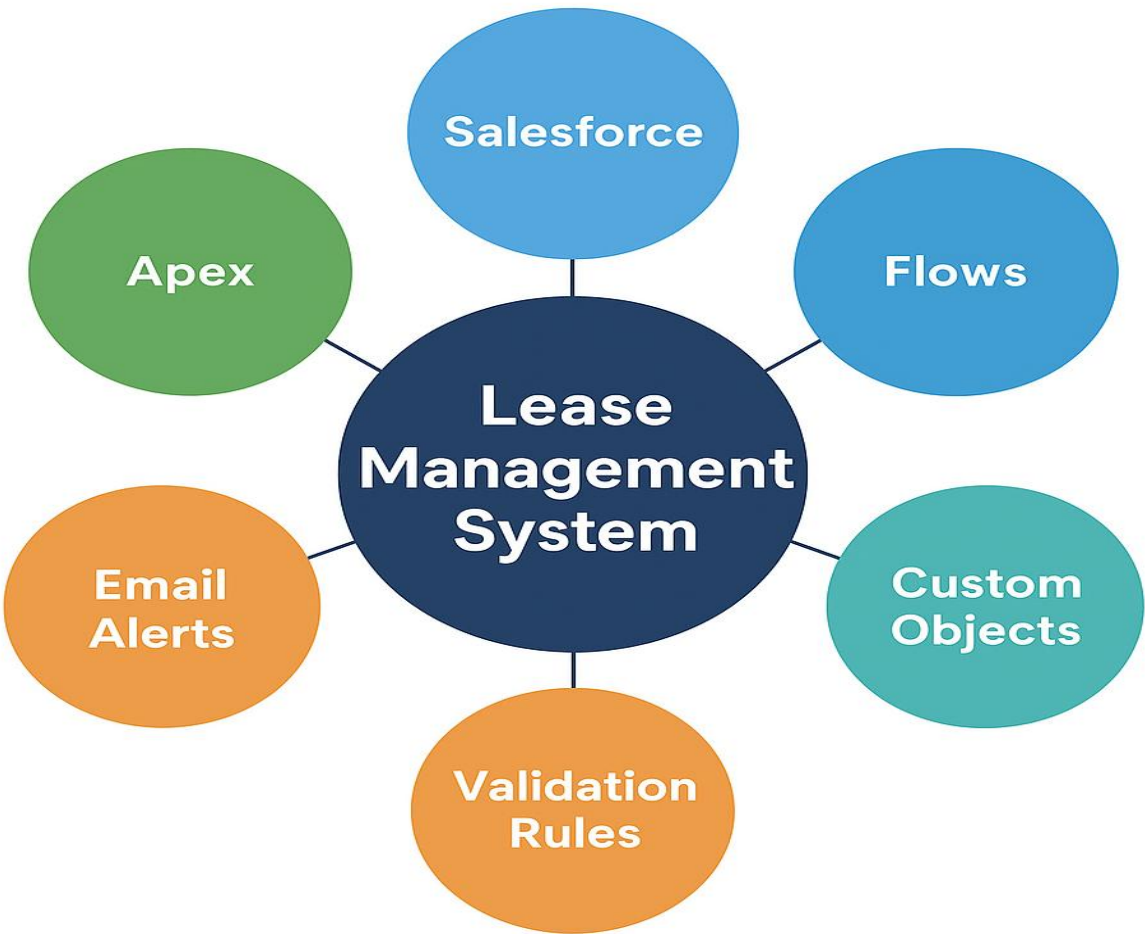 Salesforce
Apex
Flows
Lease
Management
System
Email
Alerts
Custom
Objects
Validation
Rules